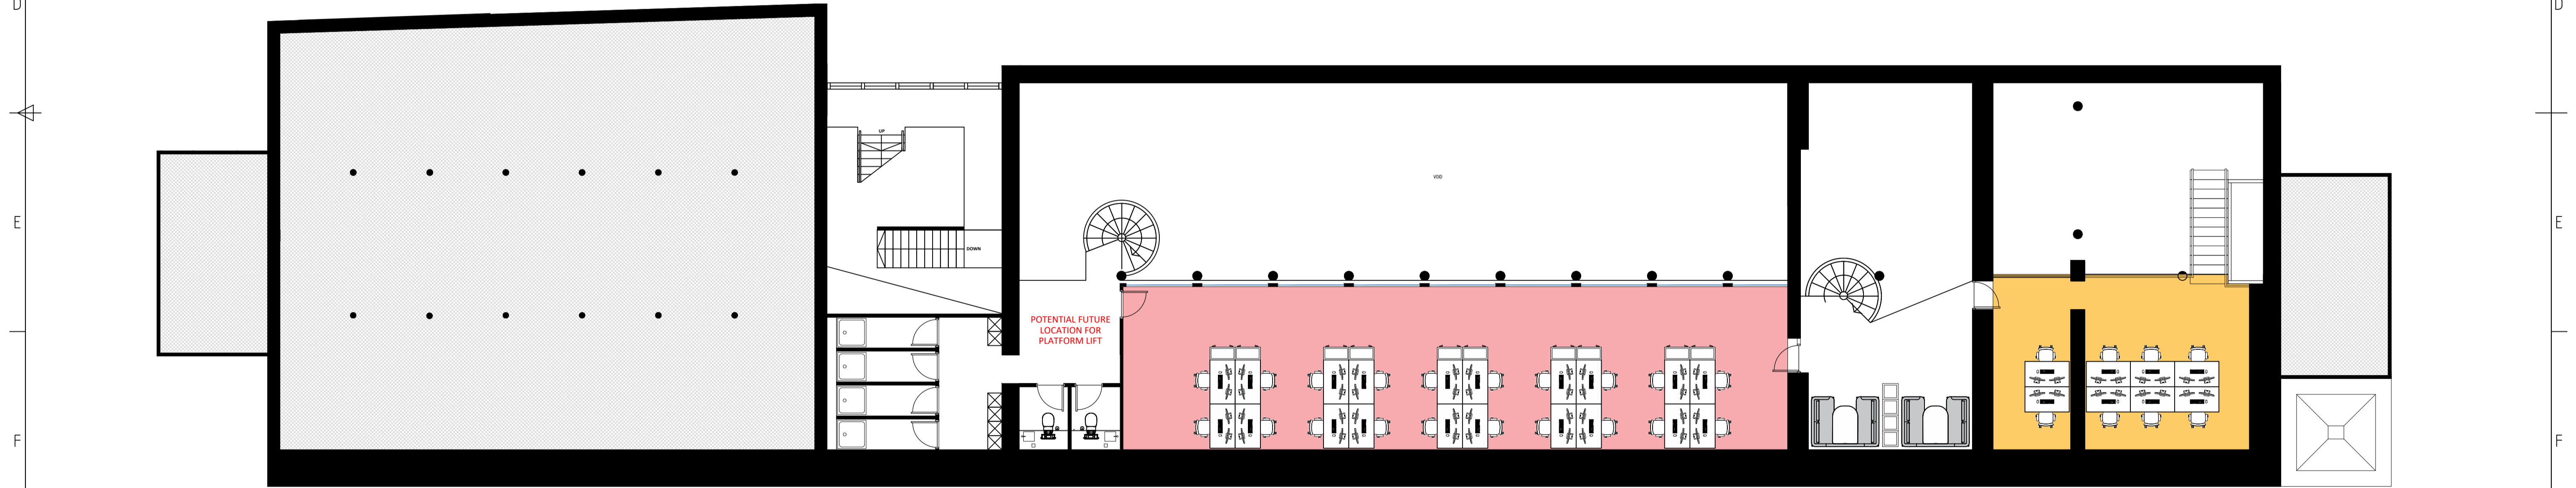 D
D
UP
VOID
E
E
DOWN
POTENTIAL FUTURE
LOCATION FOR
PLATFORM LIFT
F
F